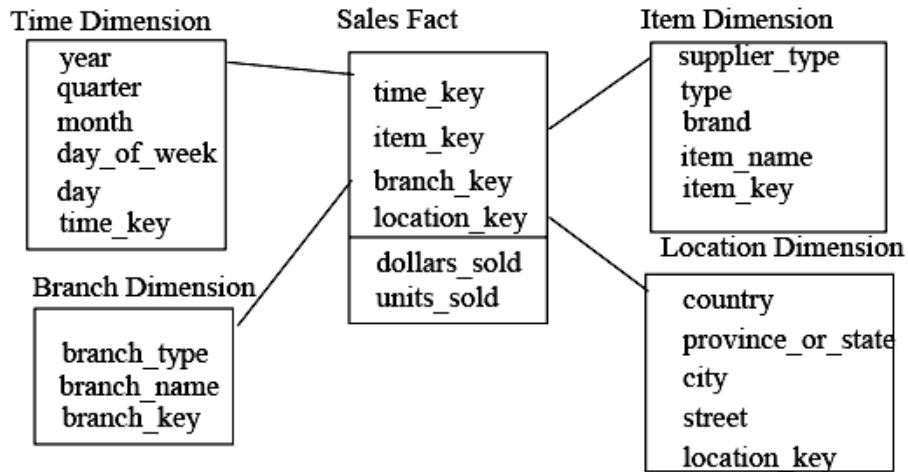 Time Dimension
year
quarter
month
day_of_week
day
time_key
Sales Fact
time_key
item_key
branch_key
location_key
dollars_sold
units_sold
Item Dimension
supplier_type
type
brand
item_name
item_key
Branch Dimension
branch_type
branch_name
branch_key
Location Dimension
country
province_or_state
city
street
location_key